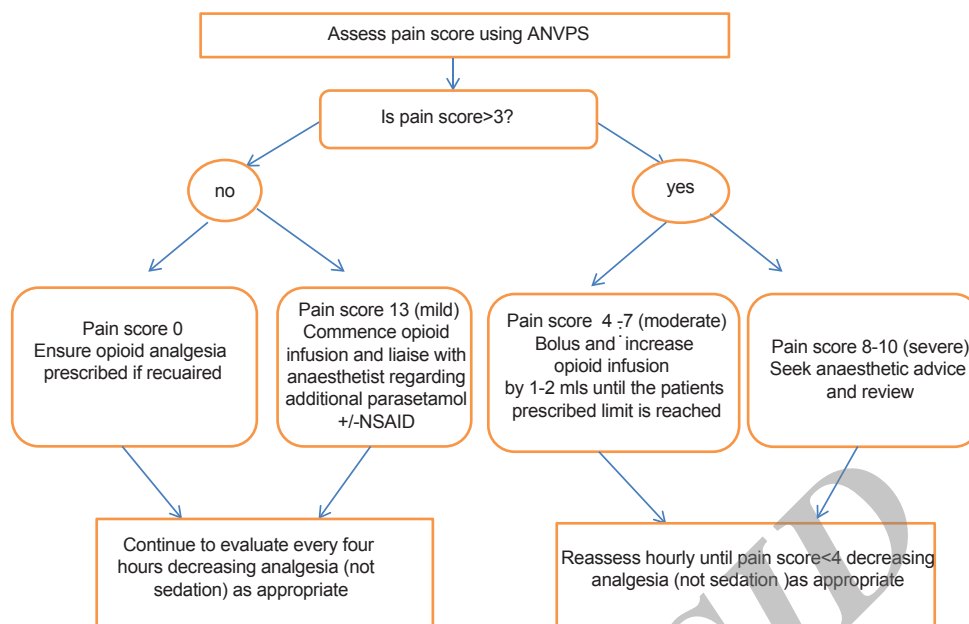 Assess pain score using ANVPS
Is pain score>3?
no
yes
Pain score 0
Ensure opioid analgesia
prescribed if recuaired
Pain score 13 (mild)
Commence opioid
infusion and liaise with
anaesthetist regarding
additional parasetamol
+/-NSAID
Pain score 4 -7 (moderate)
Bolus and increase
opioid infusion
by 1-2 mls until the patients
prescribed limit is reached
Pain score 8-10 (severe)
Seek anaesthetic advice
and review
Continue to evaluate every four
hours decreasing analgesia (not
sedation) as appropriate
Reassess hourly until pain score<4 decreasing
analgesia (not sedation )as appropriate
SID